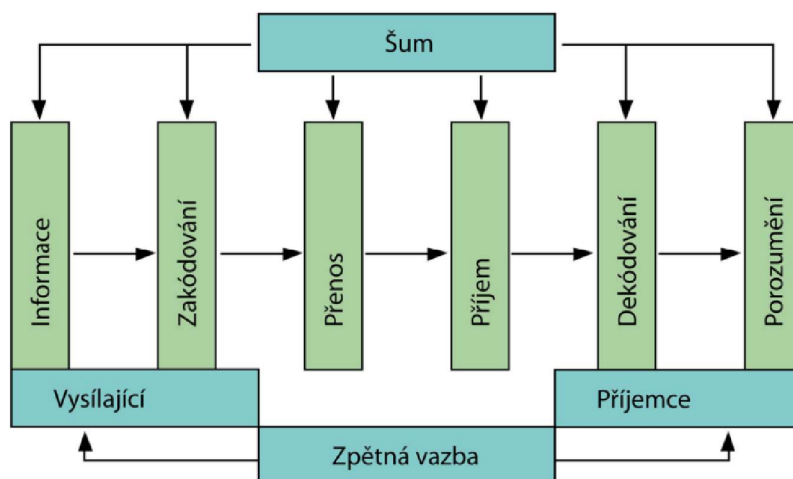 Šum
Informace
Zakódování
Přenos
Příjem
Dekódování
Porozumění
Vysílající
Příjemce
Zpětná vazba